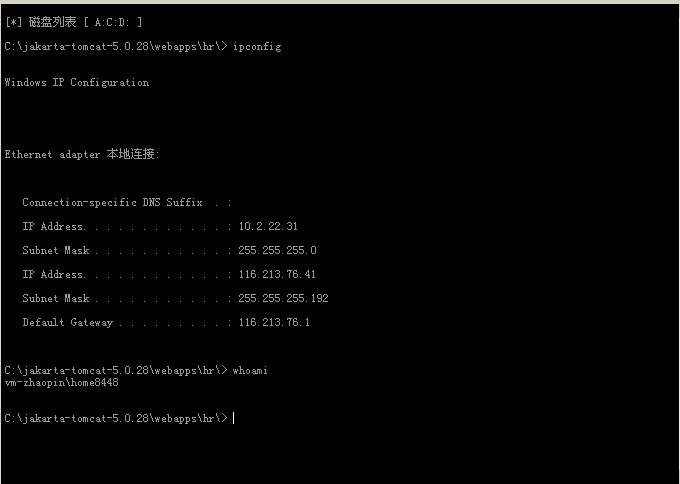 [*] 磁盘列表 [ A:C:D: ]
C:\jakarta-tomcat-5.0.28\webapps\hr\> ipconfig
Windows IP Configuration
Ethernet adapter 本地连接:
Connection-specific DNS Suffix . :
IP Address. . . . . . . . . . . . : 10.2.22.31
Subnet Mask . . . . . . . . . . . : 255.255.255.0
IP Address. . . . . . . . . . . . : 116.213.76.41
Subnet Mask . . . . . . . . . . . : 255.255.255.192
Default Gateway . . . . . . . . . : 116.213.76.1
C:\jakarta-tomcat-5.0.28\webapps\hr\> whoami
vm-zhaopin\home8448
C:\jakarta-tomcat-5.0.28\webapps\hr\>